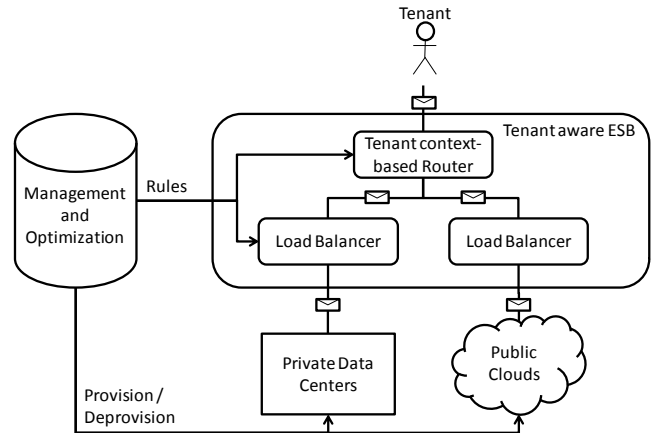 Tenant
Tenant aware ESB
Tenant context-
based Router
Management
and
Optimization
Rules
Load Balancer
Load Balancer
Private Data
Centers
Public
Clouds
Provision /
Deprovision